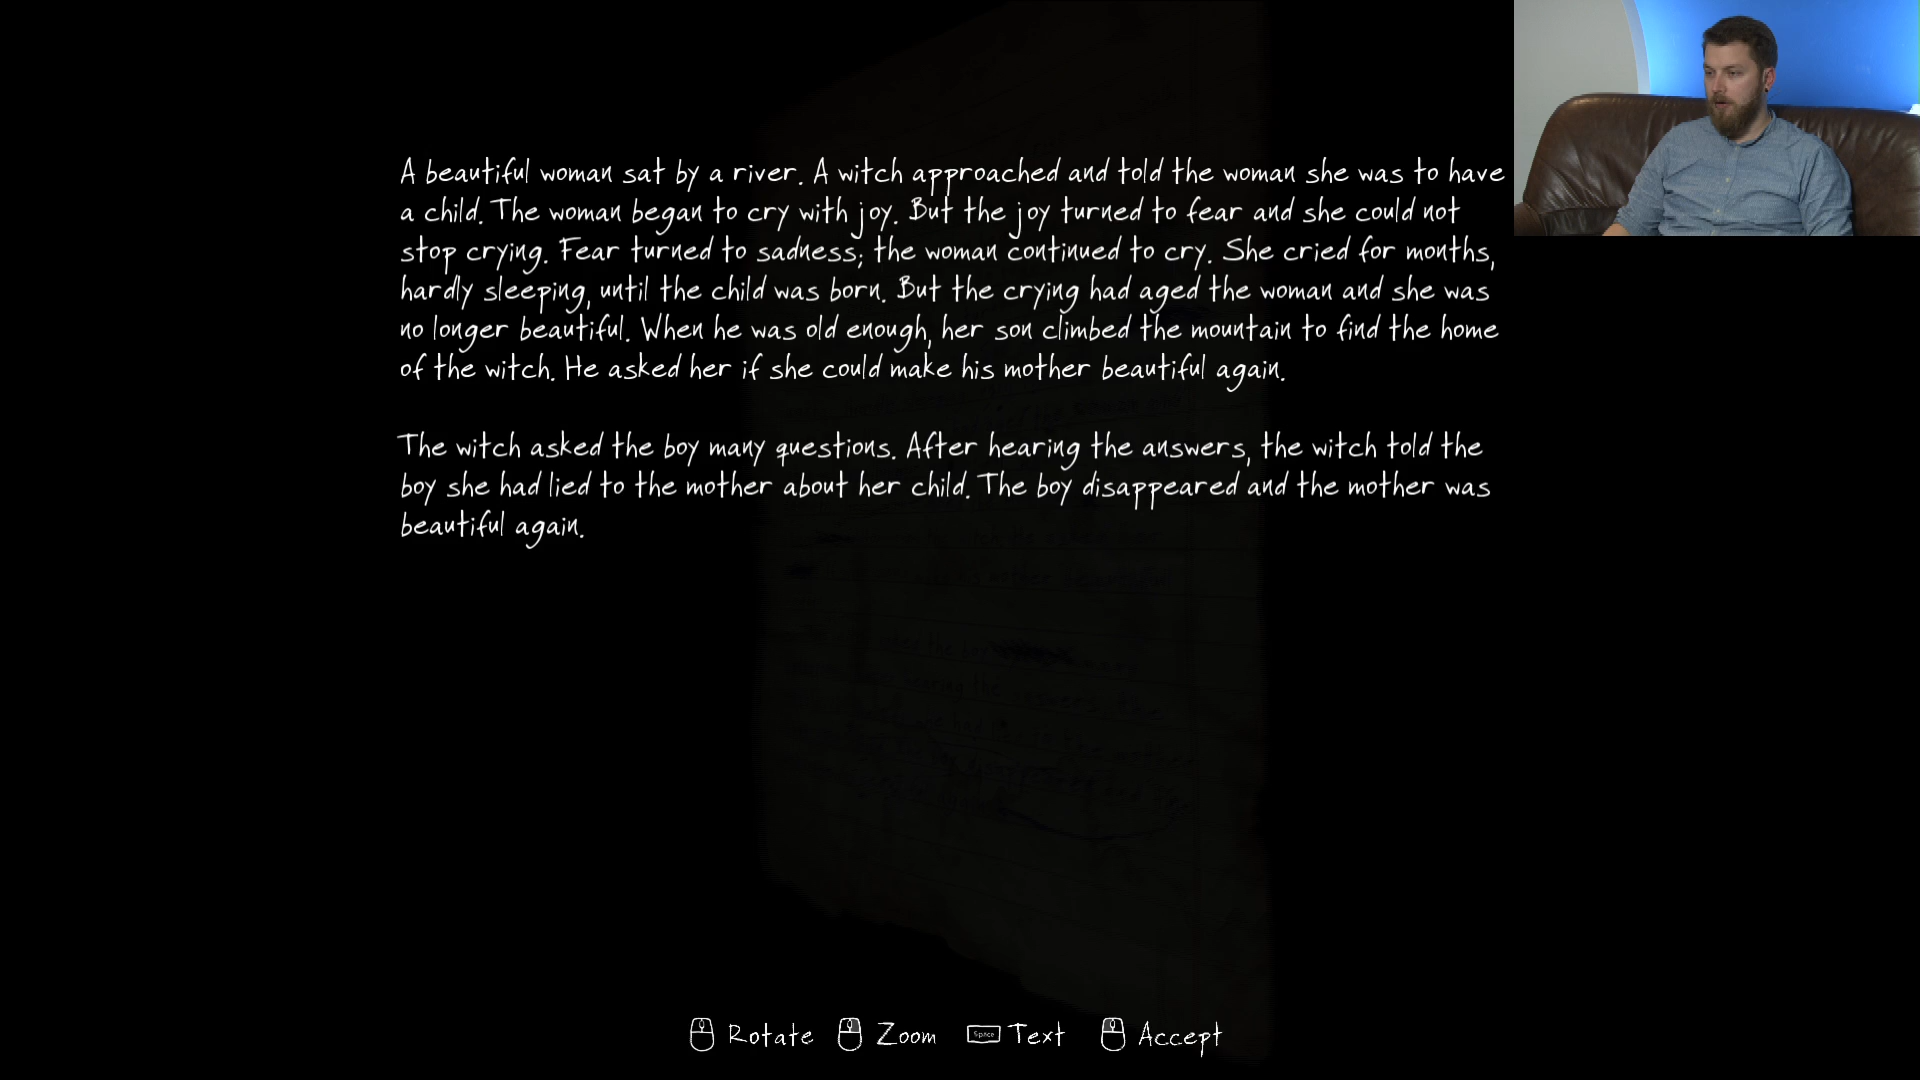 A beautiful woman sat by a river. A witch approached and told the woman she was to have
a child. The woman began to cry with joy. But the joy turned to fear and she could not
stop crying. Fear turned to sadness; the woman continued to cry. She cried for months,
hardly sleeping, until the child was born. But the crying had aged the woman and she was
no longer beautiful. When he was old enough, her son climbed the mountain to find the home
of the witch. He asked her if she could make his mother beautiful again.
The witch asked the boy many questions. After hearing the answers, the witch told the
boy she had lied to the mother about her child. The boy disappeared and the mother was
beautiful again.
Rotate Zoom Space Text Accept